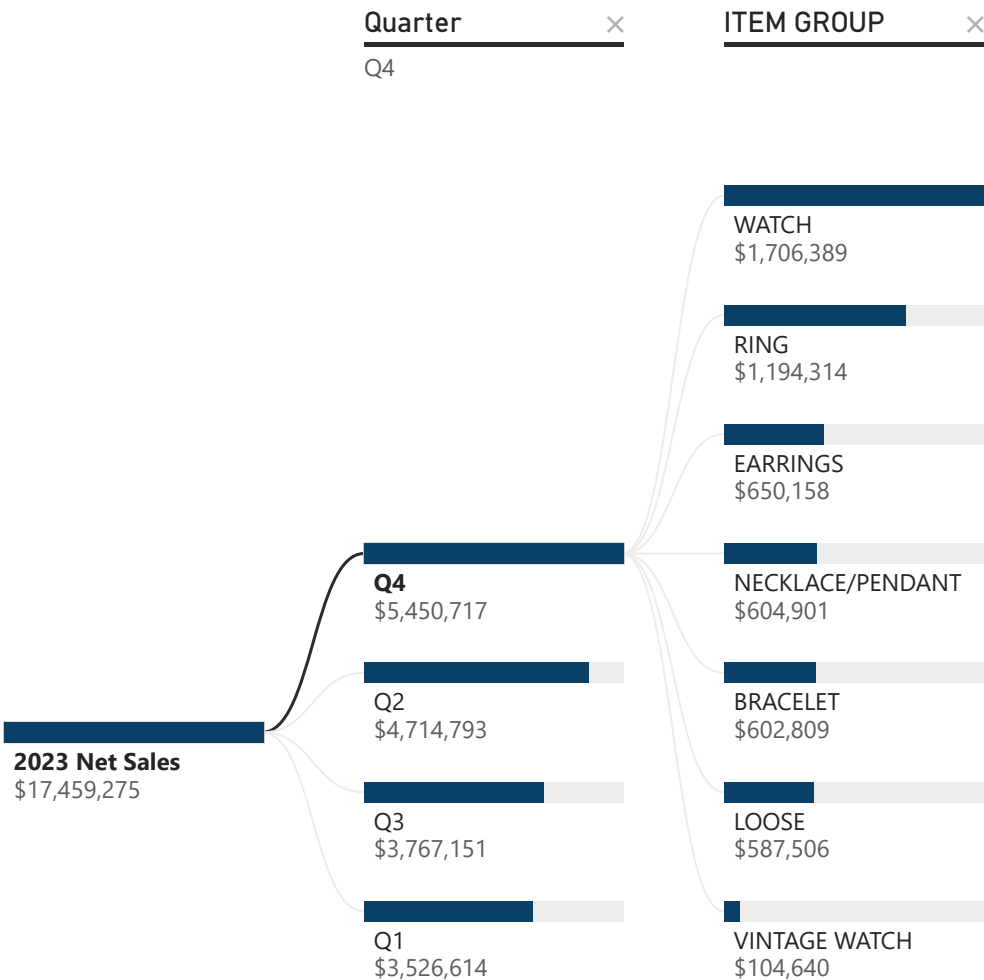 Quarter
ITEM GROUP
Q4
WATCH
$1,706,389
RING
$1,194,314
EARRINGS
$650,158
Q4
$5,450,717
NECKLACE/PENDANT
$604,901
Q2
$4,714,793
BRACELET
$602,809
2023 Net Sales
$17,459,275
Q3
$3,767,151
LOOSE
$587,506
Q1
$3,526,614
VINTAGE WATCH
$104,640